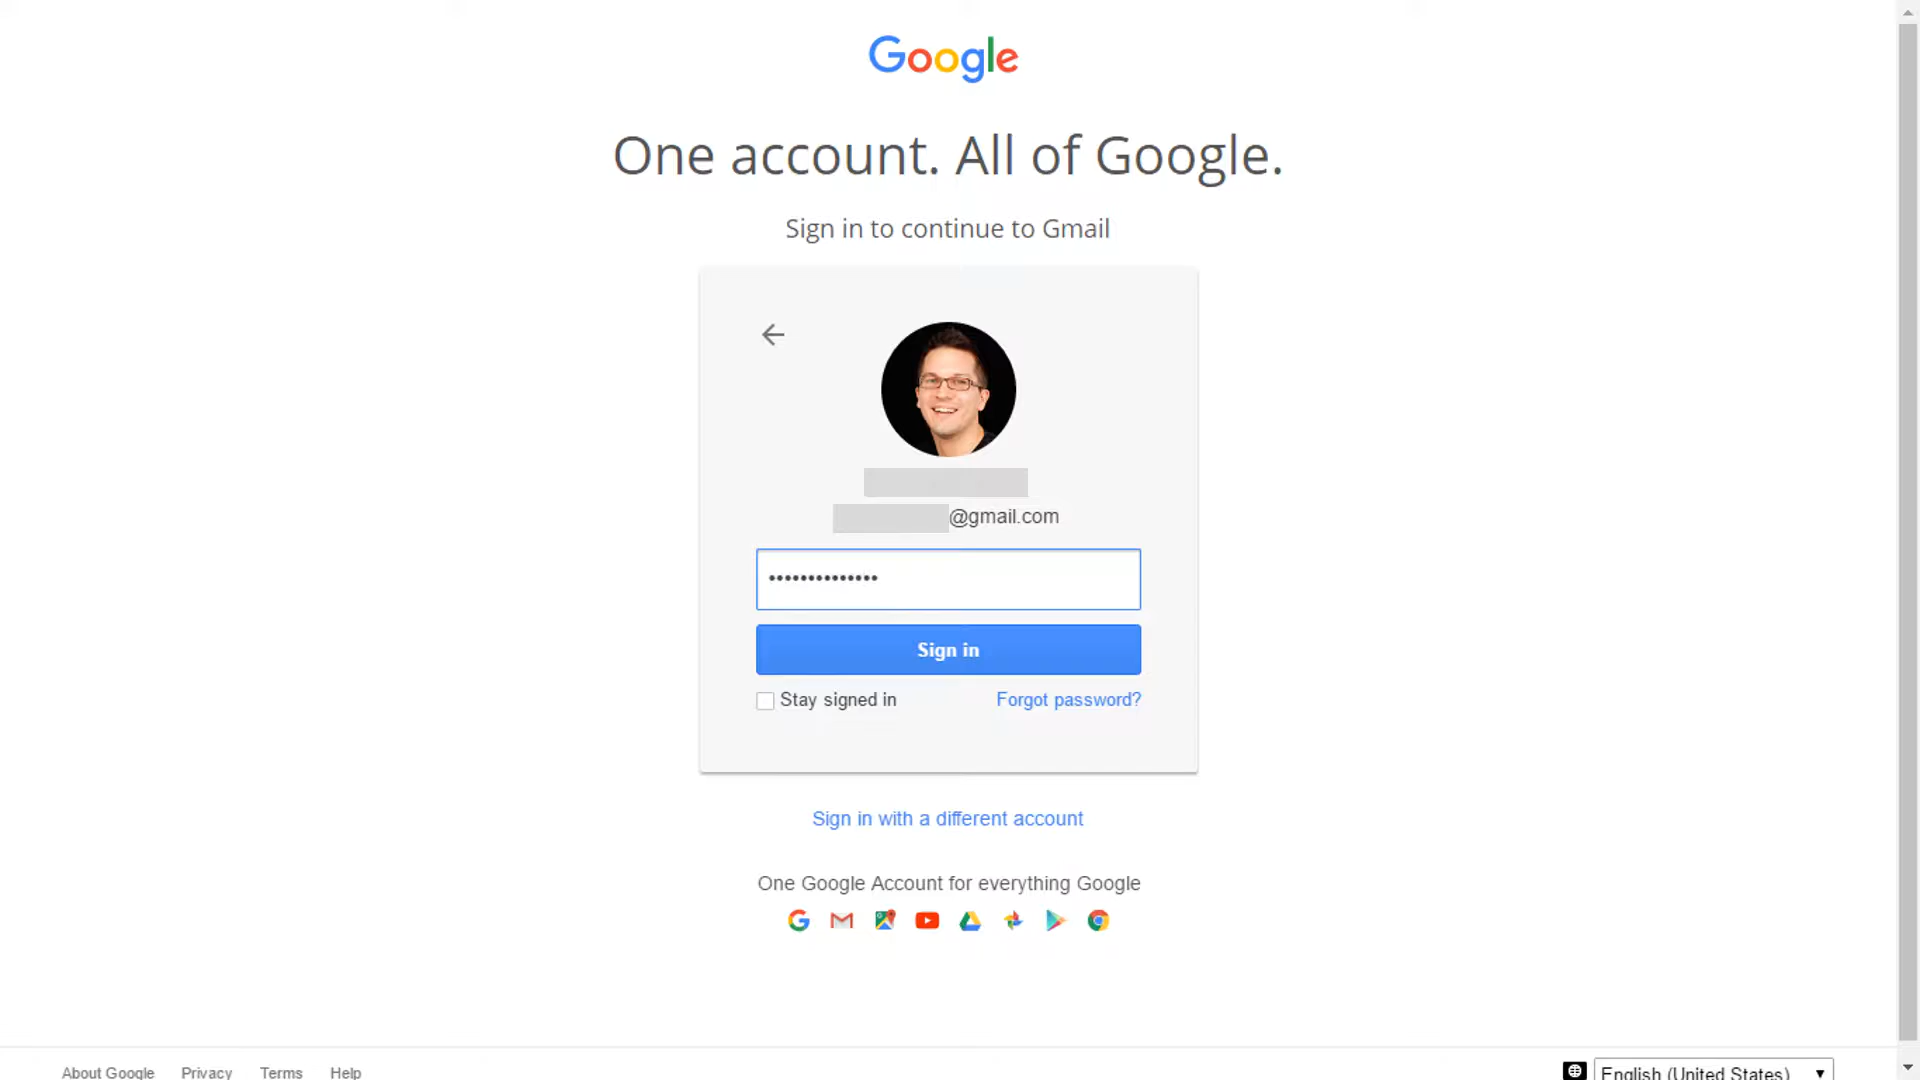 Google
One account. All of Google.
Sign in to continue to Gmail
@gmail.com
••••••••••••••
Sign in
Stay signed in
Forgot password?
Sign in with a different account
One Google Account for everything Google
About Google
Privacy
Terms
Help
English (United States)